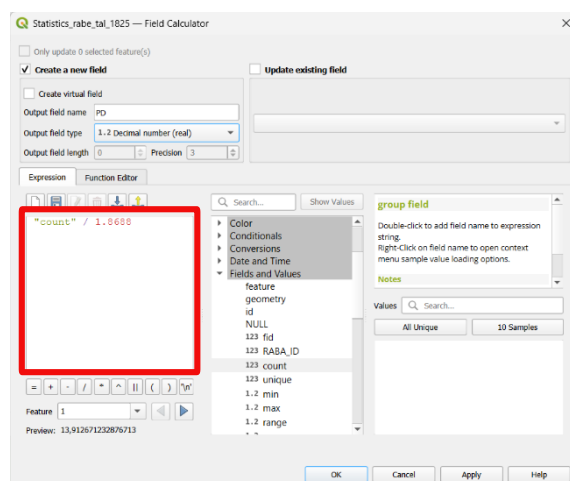 Statistics_rabe_tal_1825 — Field Calculator
Only update 0 selected feature(s)
Create a new field
Update existing field
Create virtual field
Output field name PD
Output field type 1.2 Decimal number (real)
Output field length 0 Precision 3
Expression Function Editor
"count" / 1.8688
= + - / * ^ || ( ) '\n'
Feature 1
Preview: 13,912671232876713
Search... Show Values
Color
Conditionals
Conversions
Date and Time
Fields and Values
feature
geometry
id
NULL
123 fid
123 RABA_ID
123 count
123 unique
1.2 min
1.2 max
1.2 range
group field
Double-click to add field name to expression
string.
Right-Click on field name to open context
menu sample value loading options.
Notes
Values Search...
All Unique 10 Samples
OK Cancel Apply Help